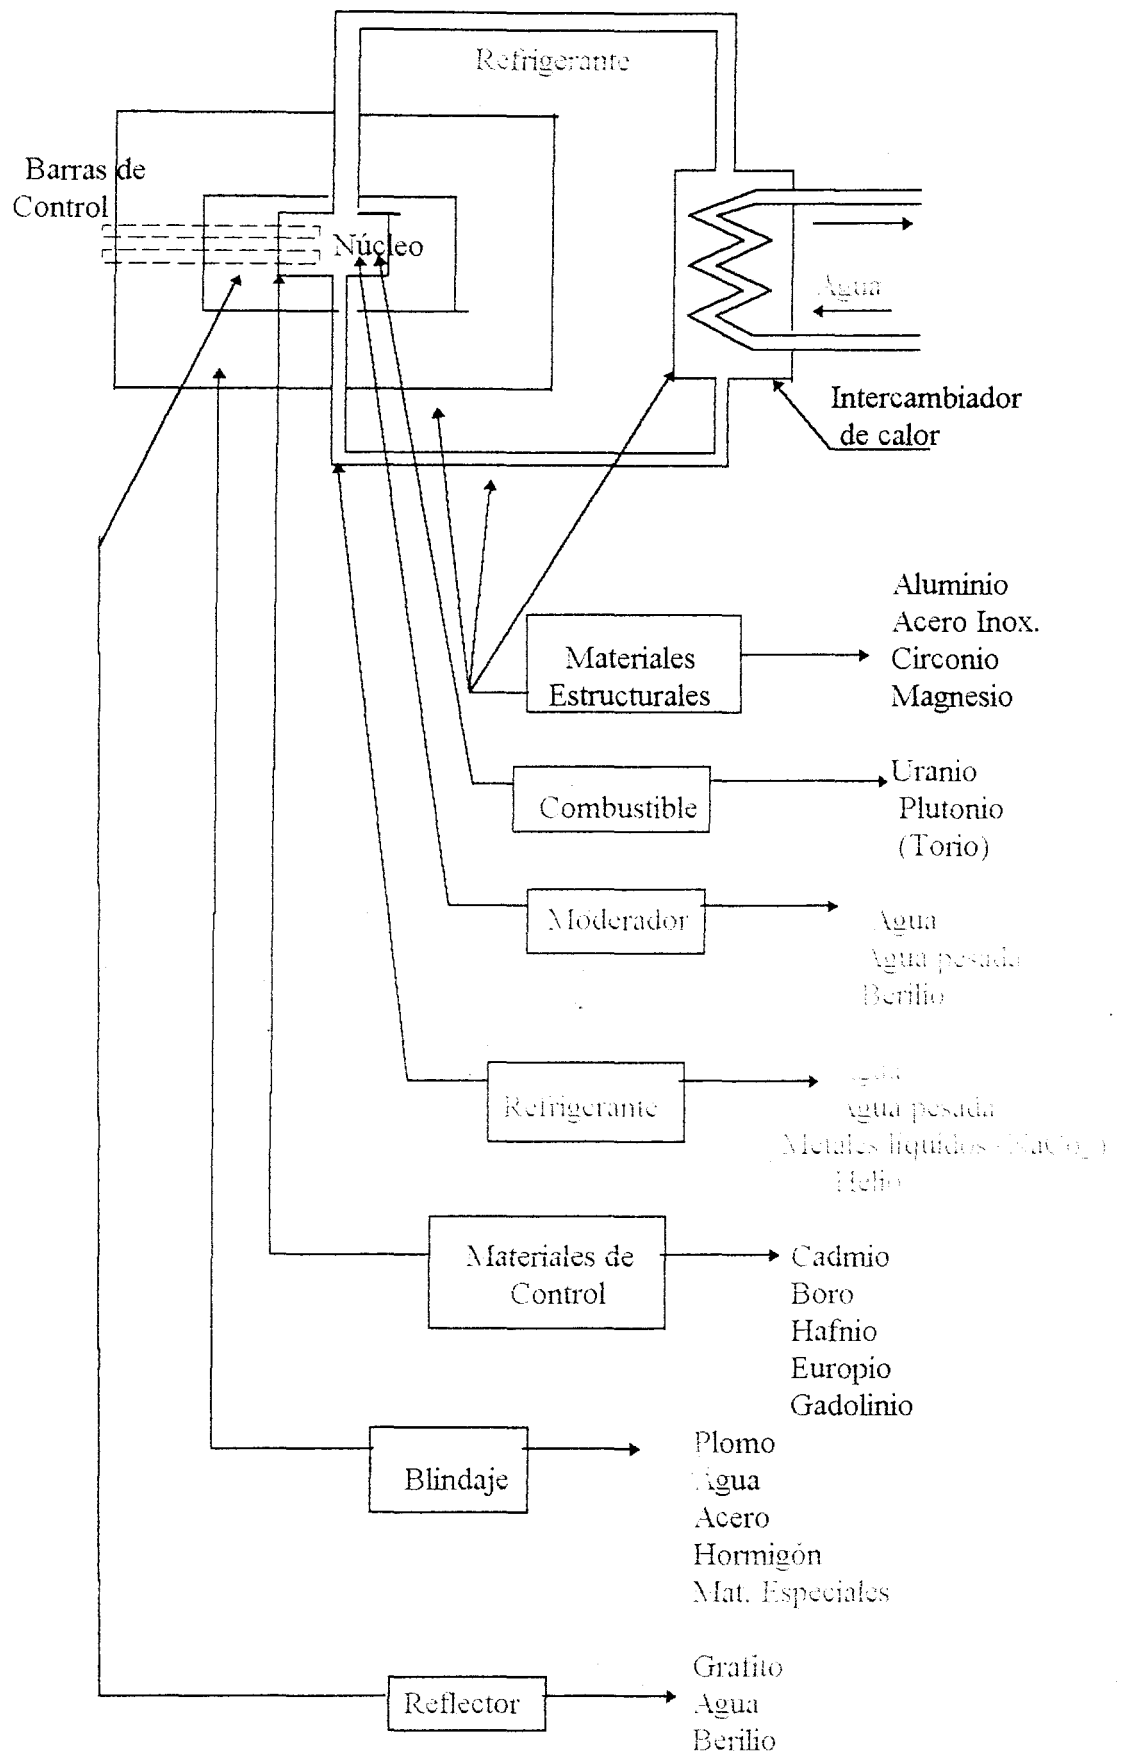 Refrigerante
Barras de
Control
Núcleo
Agua
Intercambiador
de calor
Materiales
Estructurales
Aluminio
Acero Inox.
Circonio
Magnesio
Combustible
Uranio
Plutonio
(Torio)
Moderador
Agua
Agua pesada
Berilio
Refrigerante
Agua
Agua pesada
Metales líquidos
Helio
Materiales de
Control
Cadmio
Boro
Hafnio
Europio
Gadolinio
Blindaje
Plomo
Agua
Acero
Hormigón
Mat. Especiales
Reflector
Grafito
Agua
Berilio